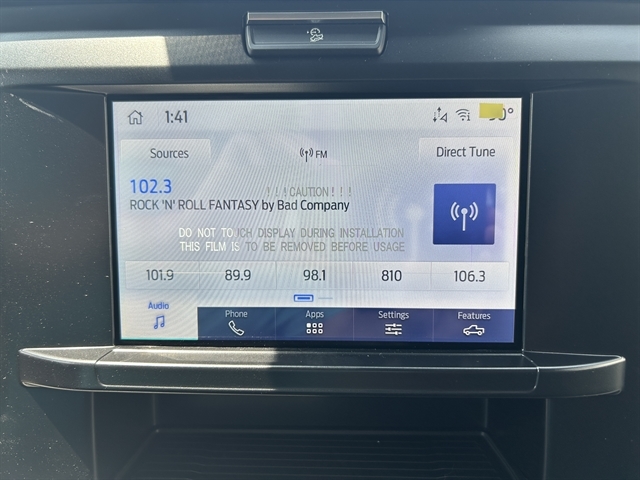 1:41
Sources
FM
Direct Tune
102.3
! ! ! CAUTION ! ! !
ROCK 'N' ROLL FANTASY by Bad Company
DO NOT TO ICH DISPLAY DURING INSTALLATION
THIS FILM IS TO BE REMOVED BEFORE USAGE
101.9 89.9 98.1 810 106.3
Audio Phone Apps Settings Features